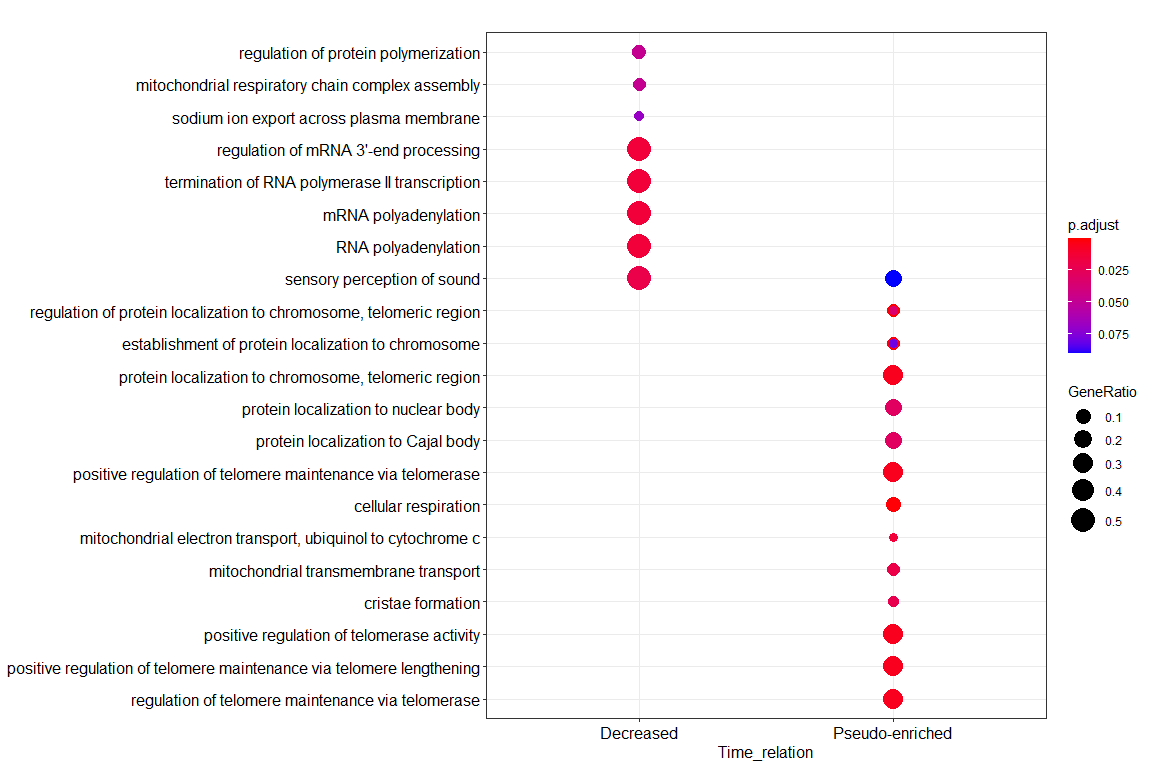 regulation of protein polymerization
mitochondrial respiratory chain complex assembly
sodium ion export across plasma membrane
regulation of mRNA 3'-end processing
termination of RNA polymerase II transcription
mRNA polyadenylation
RNA polyadenylation
sensory perception of sound
regulation of protein localization to chromosome, telomeric region
establishment of protein localization to chromosome
protein localization to chromosome, telomeric region
protein localization to nuclear body
protein localization to Cajal body
positive regulation of telomere maintenance via telomerase
cellular respiration
mitochondrial electron transport, ubiquinol to cytochrome c
mitochondrial transmembrane transport
cristae formation
positive regulation of telomerase activity
positive regulation of telomere maintenance via telomere lengthening
regulation of telomere maintenance via telomerase
Decreased
Pseudo-enriched
Time_relation
p.adjust
0.025
0.050
0.075
GeneRatio
0.1
0.2
0.3
0.4
0.5